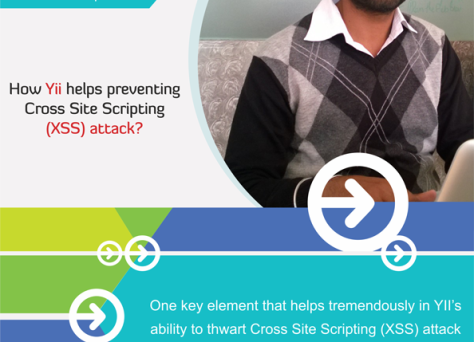 How Yii helps preventing
Cross Site Scripting
(XSS) attack?
One key element that helps tremendously in YII's
ability to thwart Cross Site Scripting (XSS) attack